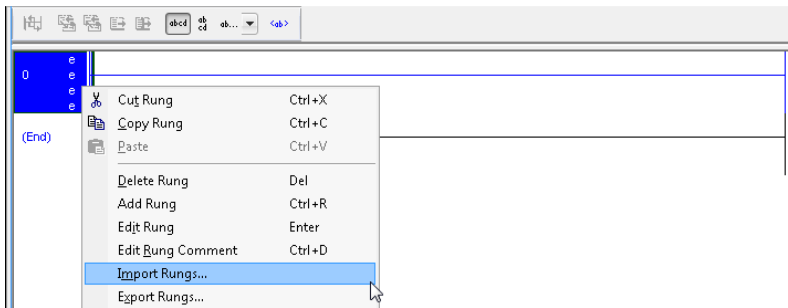 abcd ab cd ab... <ab>
e
0 e
e
e
(End)
Cut Rung Ctrl+X
Copy Rung Ctrl+C
Paste Ctrl+V
Delete Rung Del
Add Rung Ctrl+R
Edit Rung Enter
Edit Rung Comment Ctrl+D
Import Rungs...
Export Rungs...